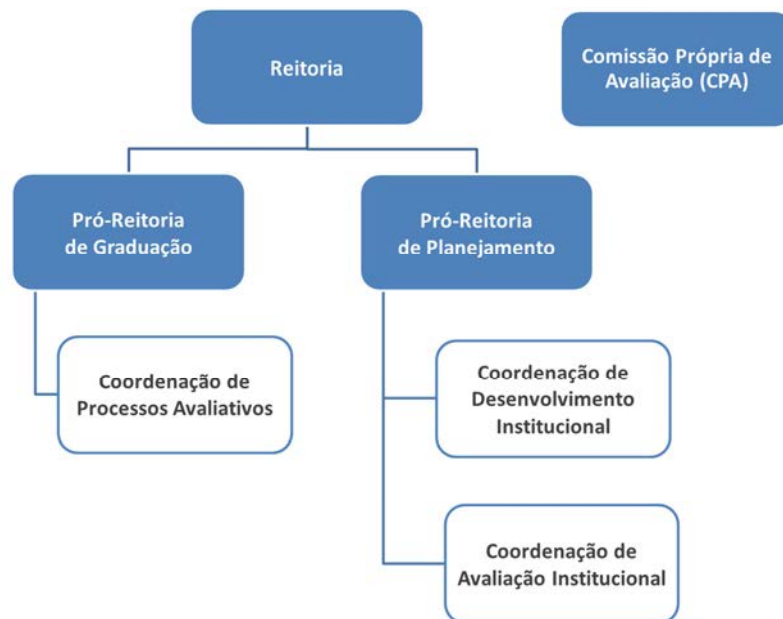 Reitoria
Comissão Própria de
Avaliação (CPA)
Pró-Reitoria
de Graduação
Pró-Reitoria
de Planejamento
Coordenação de
Processos Avaliativos
Coordenação de
Desenvolvimento
Institucional
Coordenação de
Avaliação Institucional